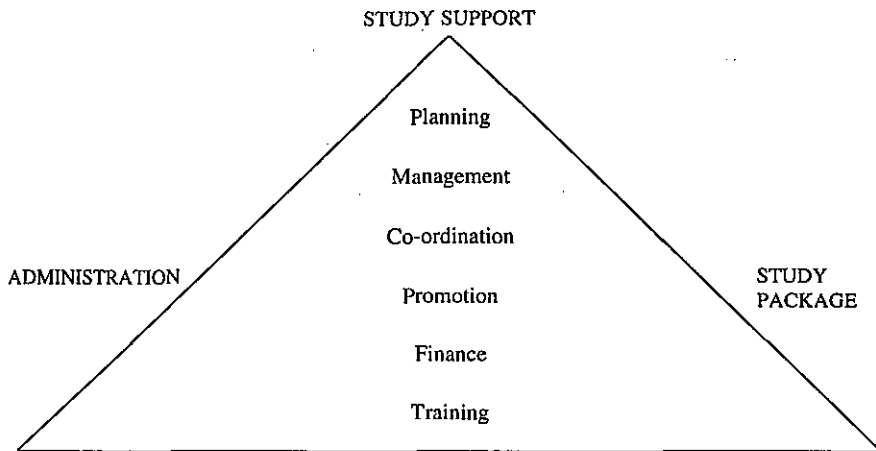 STUDY SUPPORT
Planning
Management
Co-ordination
ADMINISTRATION
STUDY
PACKAGE
Promotion
Finance
Training